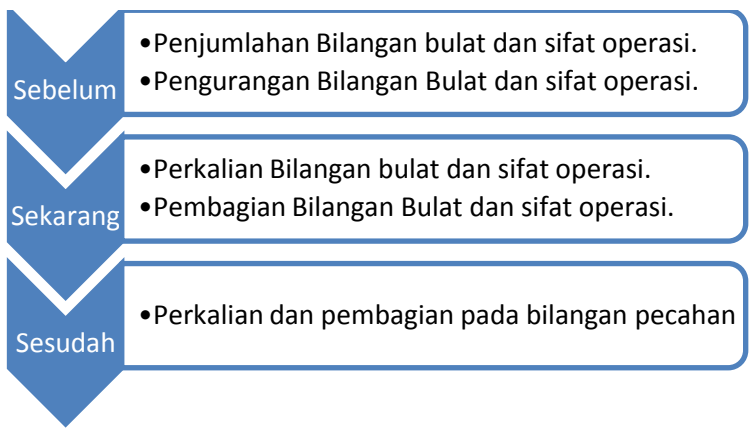 Sebelum
•Penjumlahan Bilangan bulat dan sifat operasi.
•Pengurangan Bilangan Bulat dan sifat operasi.
Sekarang
•Perkalian Bilangan bulat dan sifat operasi.
•Pembagian Bilangan Bulat dan sifat operasi.
Sesudah
•Perkalian dan pembagian pada bilangan pecahan